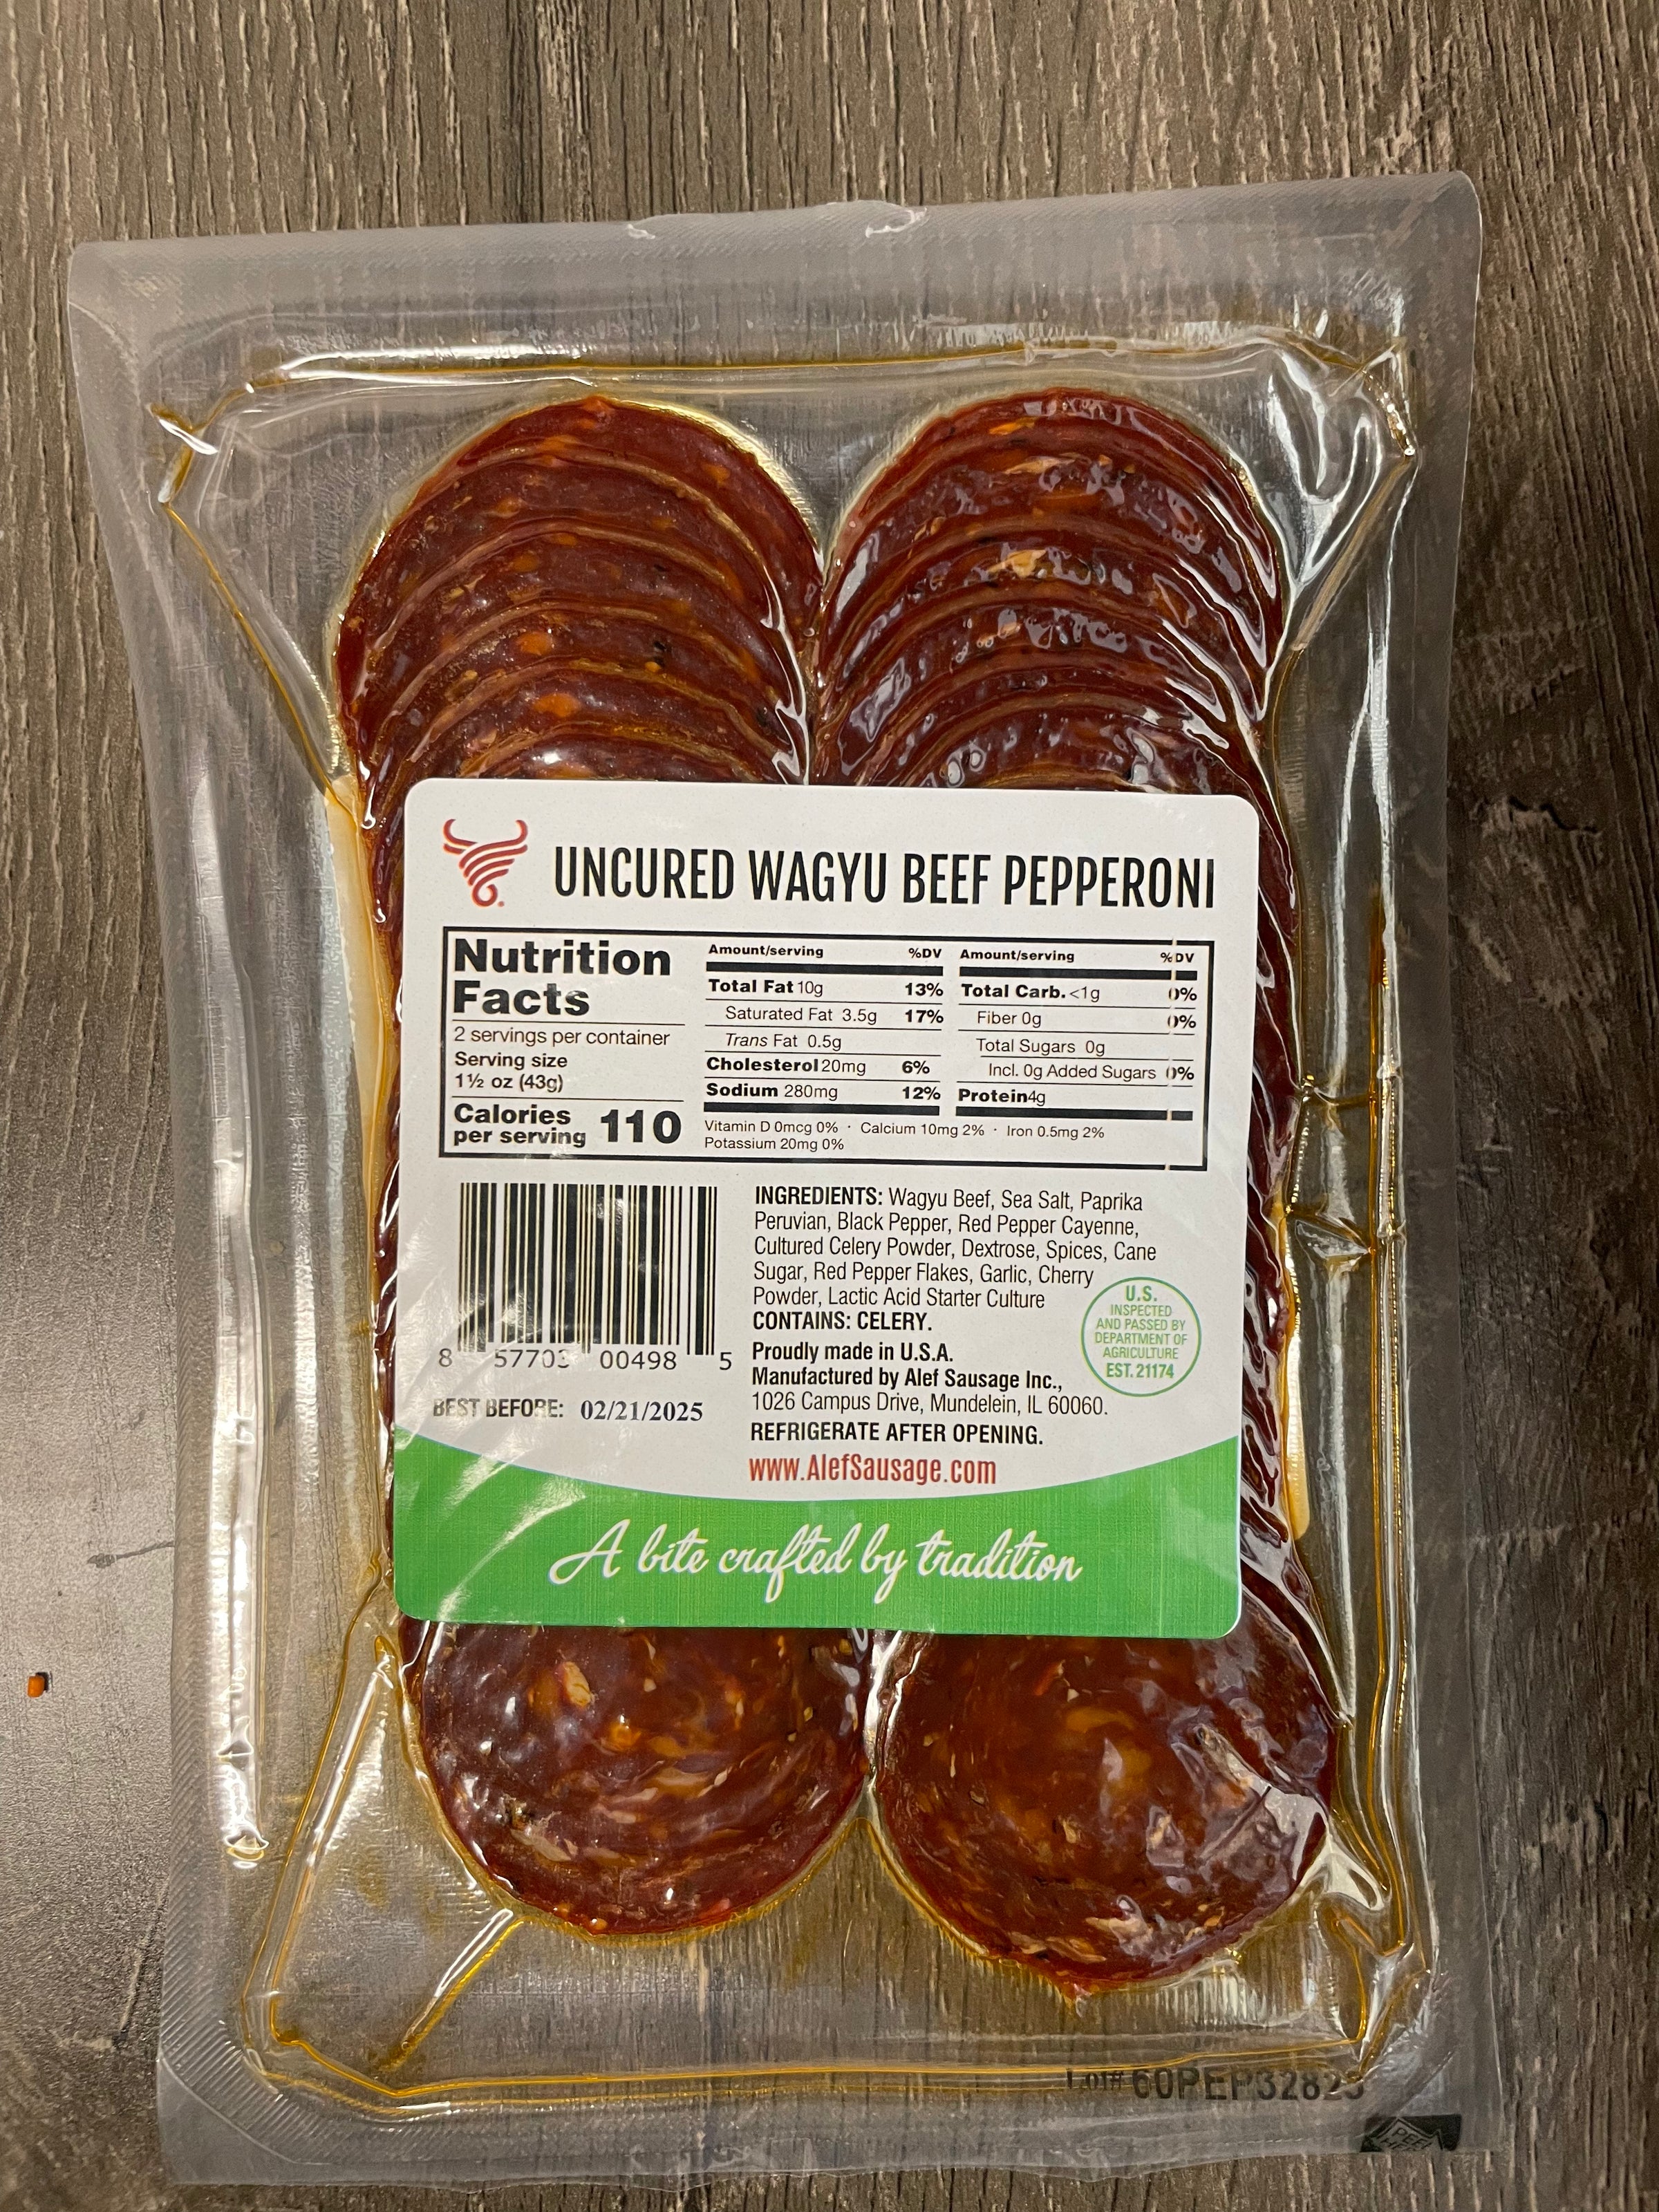 UNCURED WAGYU BEEF PEPPERONI
Nutrition
Facts
2 servings per container
Serving size
1½ oz (43g)
Calories
per serving 110
Amount/serving %DV
Total Fat 10g 13%
Saturated Fat 3.5g 17%
Trans Fat 0.5g
Cholesterol 20mg 6%
Sodium 280mg 12%
Amount/serving %DV
Total Carb. <1g 0%
Fiber 0g 0%
Total Sugars 0g
Incl. 0g Added Sugars 0%
Protein 4g
Vitamin D 0mcg 0% · Calcium 10mg 2% · Iron 0.5mg 2%
Potassium 20mg 0%
8 57703 00498 5
BEST BEFORE: 02/21/2025
INGREDIENTS: Wagyu Beef, Sea Salt, Paprika
Peruvian, Black Pepper, Red Pepper Cayenne,
Cultured Celery Powder, Dextrose, Spices, Cane
Sugar, Red Pepper Flakes, Garlic, Cherry
Powder, Lactic Acid Starter Culture
CONTAINS: CELERY.
Proudly made in U.S.A.
Manufactured by Alef Sausage Inc.,
1026 Campus Drive, Mundelein, IL 60060.
REFRIGERATE AFTER OPENING.
www.AlefSausage.com
U.S.
INSPECTED
AND PASSED BY
DEPARTMENT OF
AGRICULTURE
EST. 21174
A bite crafted by tradition
Lot# 60PEP32823
PEEL
HERE